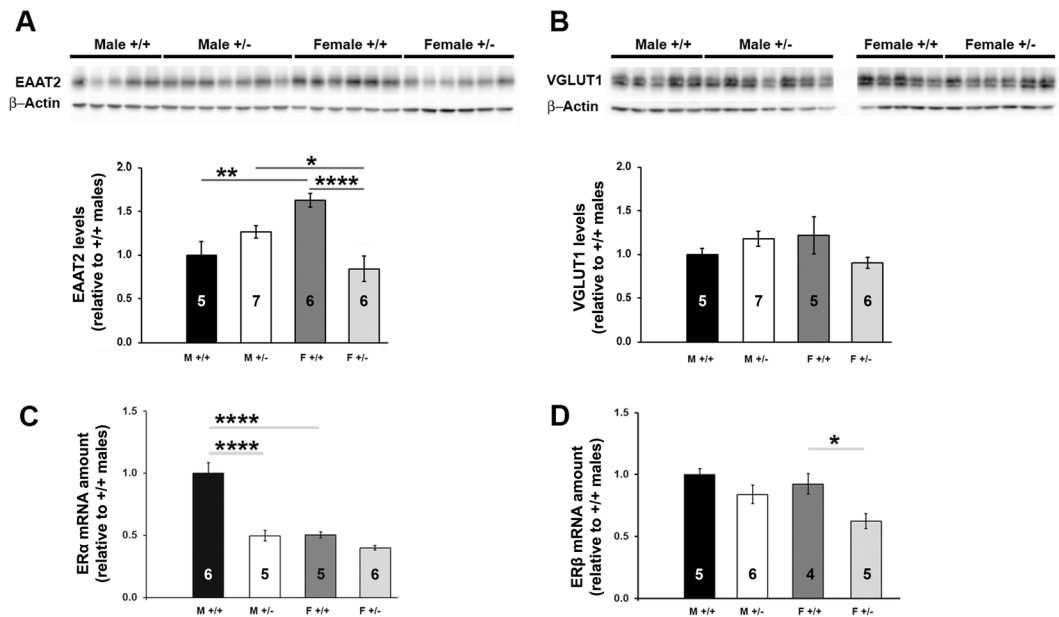 A
Male +/+ Male +/- Female +/+ Female +/-
EAAT2
β–Actin
EAAT2 levels
(relative to +/+ males)
2.0
1.5
1.0
0.5
0.0
** * ****
5 7 6 6
M +/+ M +/- F +/+ F +/-
B
Male +/+ Male +/- Female +/+ Female +/-
VGLUT1
β–Actin
VGLUT1 levels
(relative to +/+ males
2.0
1.5
1.0
0.5
0.0
5 7 5 6
M +/+ M +/- F +/+ F +/-
C
ERα mRNA amount
(relative to +/+ males)
1.5
1.0
0.5
0.0
****
****
6 5 5 6
M +/+ M +/- F +/+ F +/-
D
ERβ mRNA amount
(relative to +/+ males)
1.5
1.0
0.5
0.0
*
5 6 4 5
M +/+ M +/- F +/+ F +/-